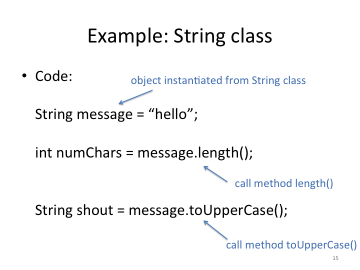 Example: String class
• Code:
object instantiated from String class
String message = “hello”;
int numChars = message.length();
call method length()
String shout = message.toUpperCase();
call method toUpperCase()
15